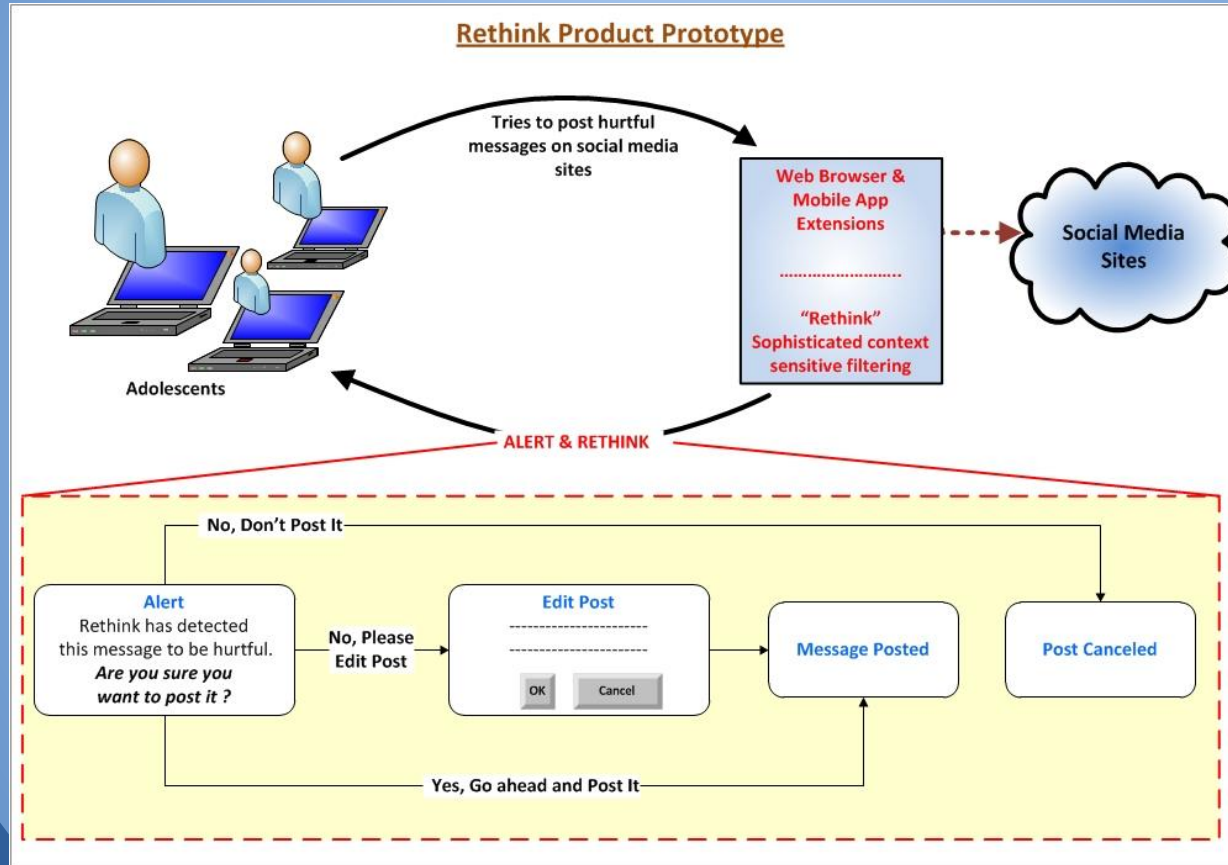 Rethink Product Prototype
Tries to post hurtful
messages on social media
sites
Web Browser &
Mobile App
Extensions
……………………..
“Rethink”
Sophisticated context
sensitive filtering
Social Media
Sites
Adolescents
ALERT & RETHINK
No, Don’t Post It
Alert
Rethink has detected
this message to be hurtful.
Are you sure you
want to post it ?
No, Please
Edit Post
Edit Post
-----------------------
-----------------------
OK
Cancel
Message Posted
Post Canceled
Yes, Go ahead and Post It